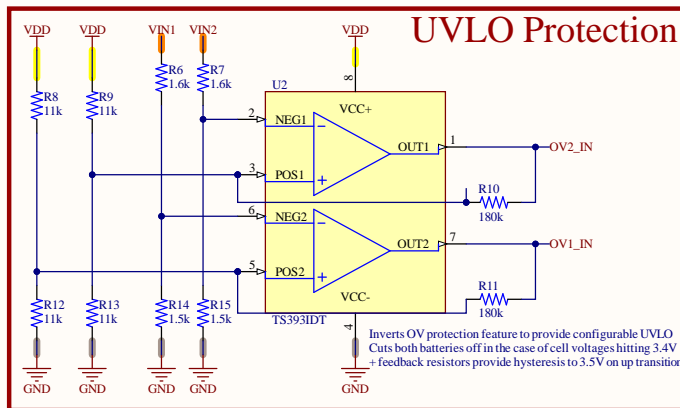 UVLO Protection
VDD VDD VIN1 VIN2 VDD
R6 1.6k
R7 1.6k
R8 11k
R9 11k
U2
8
VCC+
2 NEG1
OUT1 1
OV2_IN
3 POS1
R10 180k
6 NEG2
OUT2 7
OV1_IN
5 POS2
R11 180k
R12 11k
R13 11k
R14 1.5k
R15 1.5k
VCC-
TS393IDT
4
Inverts OV protection feature to provide configurable UVLO
Cuts both batteries off in the case of cell voltages hitting 3.4V
+ feedback resistors provide hysteresis to 3.5V on up transition
GND GND GND GND GND